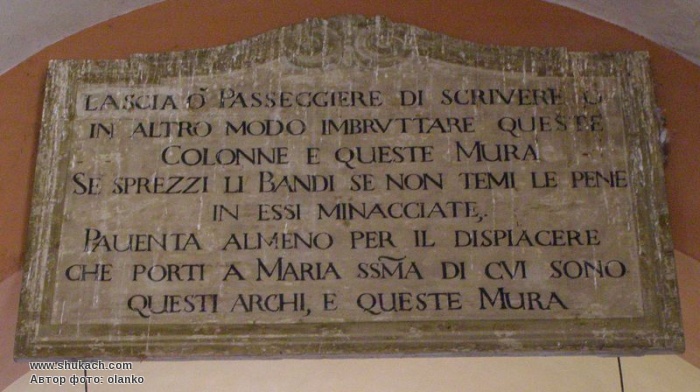 LASCIA Õ PASSEGGIERE DI SCRIVERE
IN ALTRO MODO IMBRVTTARE QUESTE
COLONNE E QUESTE MURA
SE SPREZZI LI BANDI SE NON TEMI LE PENE
IN ESSI MINACCIATE,
PAUENTA ALMENO PER IL DISPIACERE
CHE PORTI A MARIA SSM̃A DI CVI SONO
QUESTI ARCHI, E QUESTE MURA
www.shukach.com
Автор фото: olanko